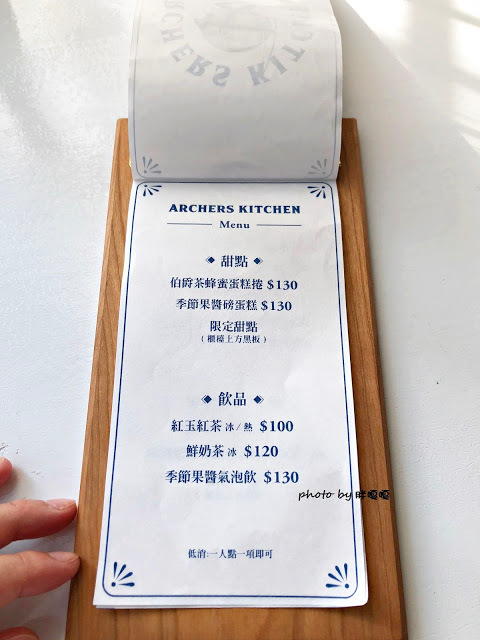 ARCHERS KITCHEN
Menu
甜點
伯爵茶蜂蜜蛋糕捲 $130
季節果醬磅蛋糕 $130
限定甜點
(櫃檯上方黑板)
飲品
紅玉紅茶 冰/熱 $100
鮮奶茶 冰 $120
季節果醬氣泡飲 $130
photo by 胖嘎嘎
低消:一人點一項即可